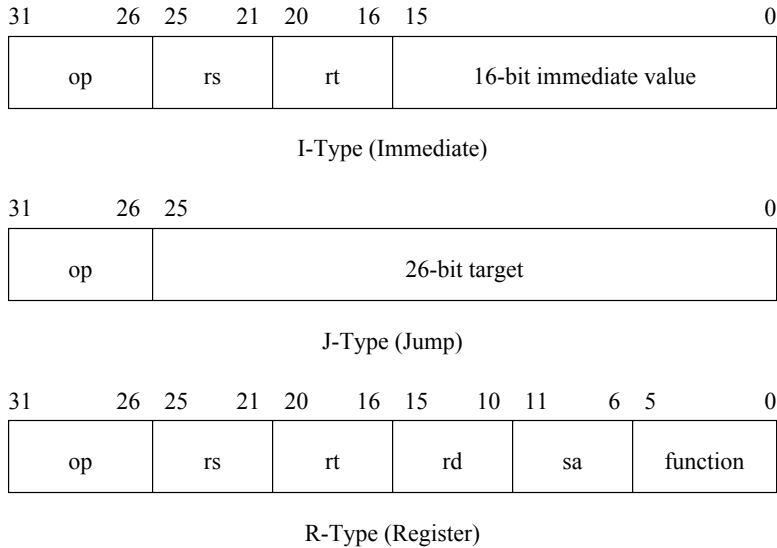 31 26 25 21 20 16 15 0
op rs rt 16-bit immediate value
I-Type (Immediate)
31 26 25 0
op 26-bit target
J-Type (Jump)
31 26 25 21 20 16 15 10 11 6 5 0
op rs rt rd sa function
R-Type (Register)